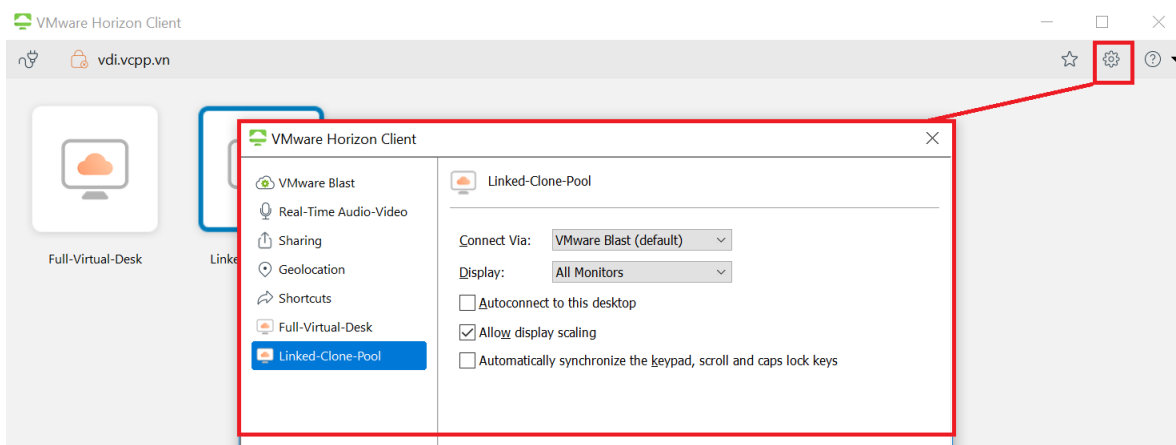 VMware Horizon Client
vdi.vcpp.vn
Full-Virtual-Desk
Linke
VMware Horizon Client
VMware Blast
Real-Time Audio-Video
Sharing
Geolocation
Shortcuts
Full-Virtual-Desk
Linked-Clone-Pool
Linked-Clone-Pool
Connect Via: VMware Blast (default)
Display: All Monitors
Autoconnect to this desktop
Allow display scaling
Automatically synchronize the keypad, scroll and caps lock keys